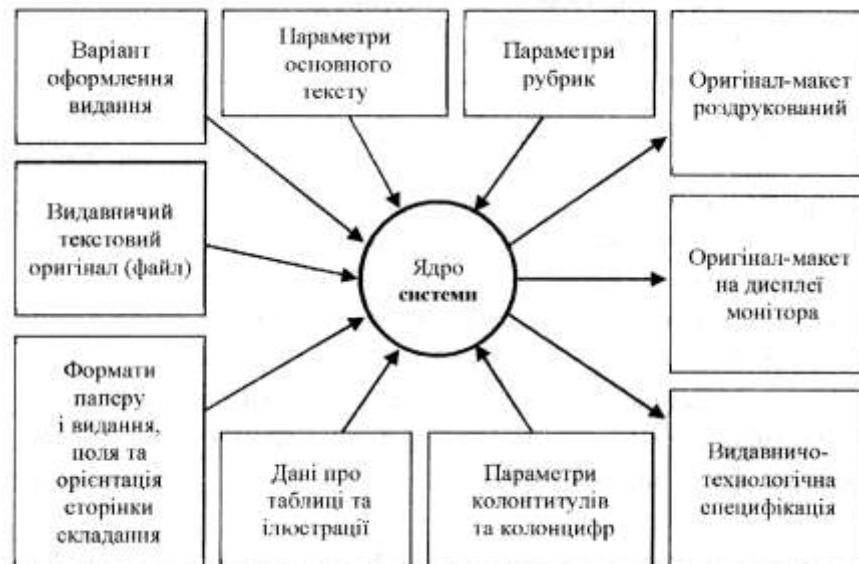 Варіант
оформлення
видання
Параметри
основного
тексту
Параметри
рубрик
Оригінал-макет
роздрукований
Видавничий
текстовий
оригінал (файл)
Ядро
системи
Оригінал-макет
на дисплеї
монітора
Формати
паперу
і видання,
поля та
орієнтація
сторінки
складання
Дані про
таблиці та
ілюстрації
Параметри
колонтитулів
та колонцифр
Видавничо-
технологічна
специфікація